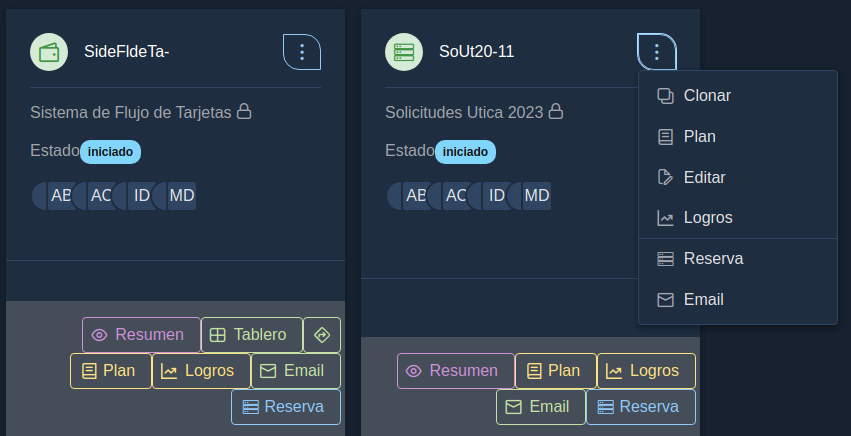 SideFldeTa-
Sistema de Flujo de Tarjetas
Estado iniciado
AB AC ID MD
Resumen Tablero
Plan Logros Email
Reserva
SoUt20-11
Solicitudes Utica 2023
Estado iniciado
AB AC ID MD
Clonar
Plan
Editar
Logros
Reserva
Email
Resumen Plan Logros
Email Reserva